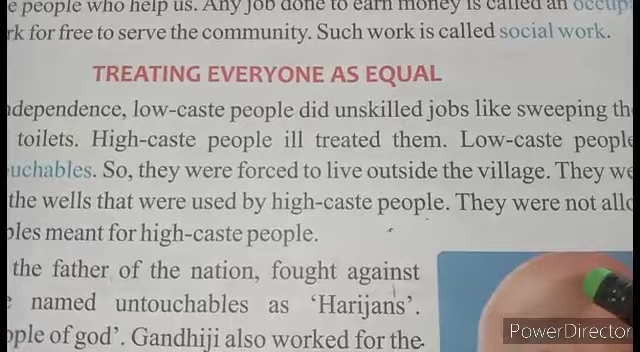 e people who help us. Any job done to earn money is called an occup
rk for free to serve the community. Such work is called social work.
TREATING EVERYONE AS EQUAL
ndependence, low-caste people did unskilled jobs like sweeping th
toilets. High-caste people ill treated them. Low-caste people
uchables. So, they were forced to live outside the village. They we
the wells that were used by high-caste people. They were not allo
ples meant for high-caste people.
the father of the nation, fought against
e named untouchables as ‘Harijans’.
ople of god’. Gandhiji also worked for the
PowerDirector